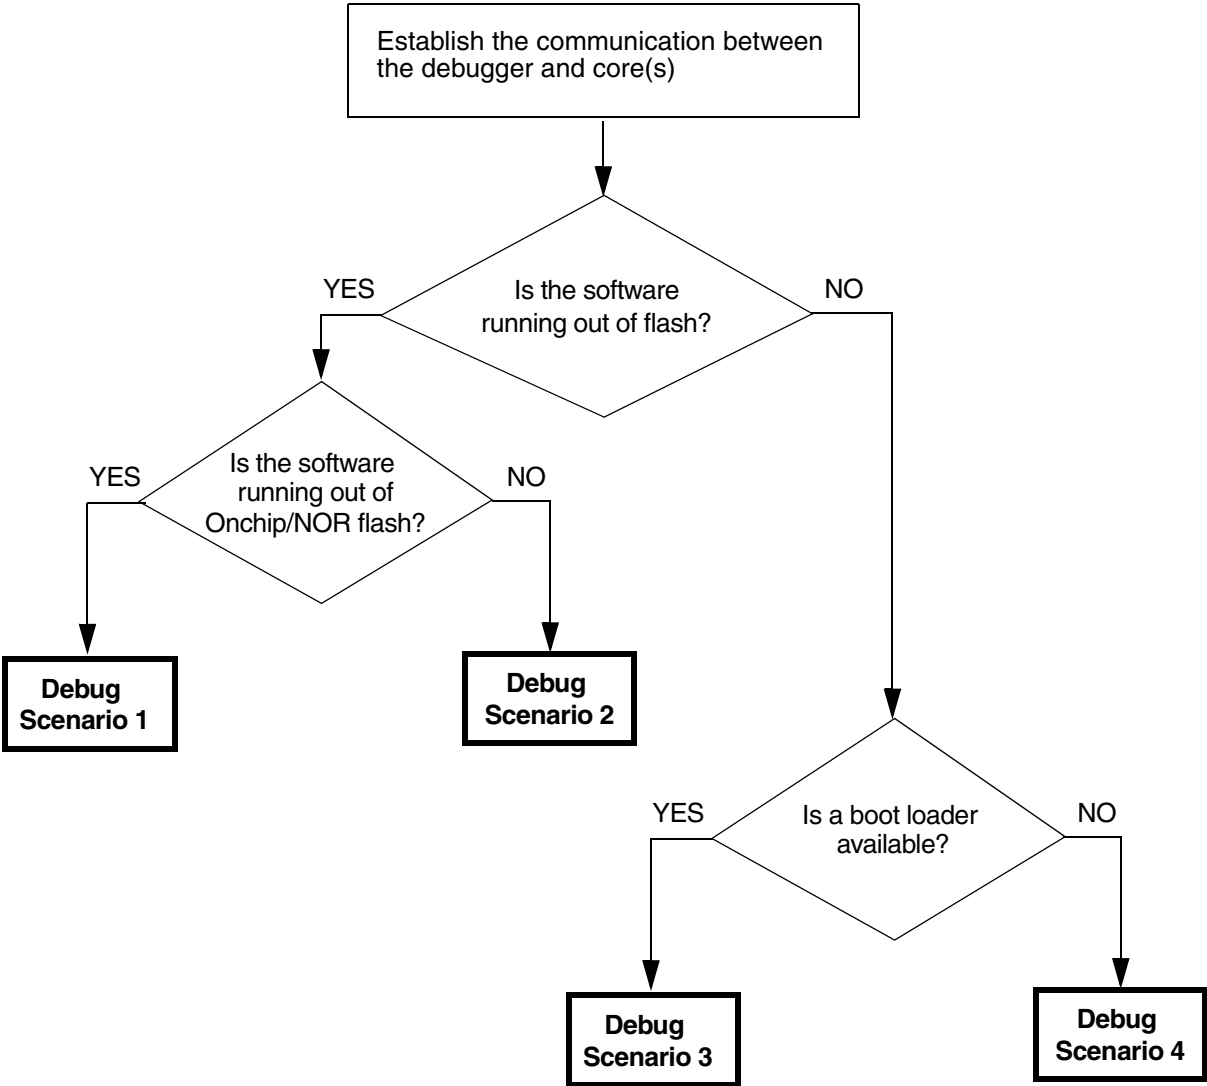 Establish the communication between
the debugger and core(s)
YES
Is the software
running out of flash?
NO
YES
Is the software
running out of
Onchip/NOR flash?
NO
Debug
Scenario 1
Debug
Scenario 2
YES
Is a boot loader
available?
NO
Debug
Scenario 3
Debug
Scenario 4